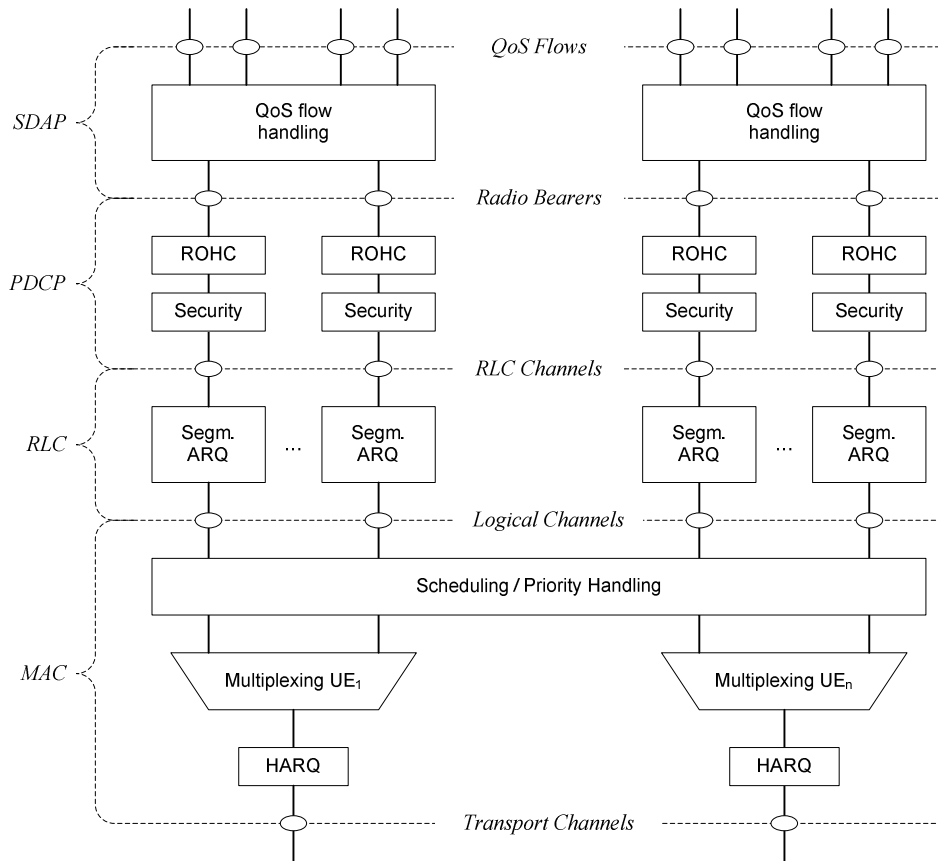 QoS Flows
SDAP
QoS flow
handling
QoS flow
handling
Radio Bearers
PDCP
ROHC
ROHC
ROHC
ROHC
Security
Security
Security
Security
RLC Channels
RLC
Segm.
ARQ
...
Segm.
ARQ
Segm.
ARQ
...
Segm.
ARQ
Logical Channels
MAC
Scheduling / Priority Handling
Multiplexing UE₁
Multiplexing UEₙ
HARQ
HARQ
Transport Channels